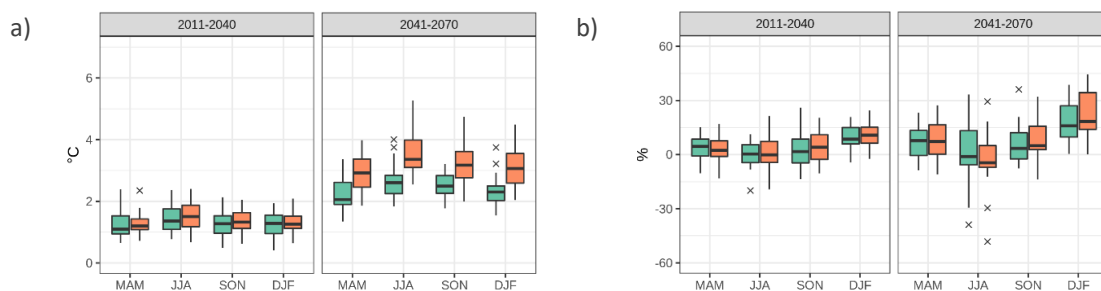 a)
2011-2040
2041-2070
°C
6
4
2
0
MAM JJA SON DJF
MAM JJA SON DJF
b)
2011-2040
2041-2070
%
60
30
0
-30
-60
MAM JJA SON DJF
MAM JJA SON DJF